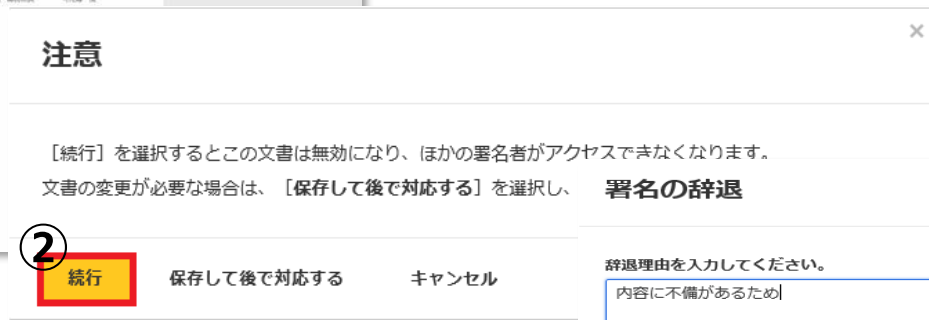 注意
×
［続行］を選択するとこの文書は無効になり、ほかの署名者がアクセスできなくなります。
文書の変更が必要な場合は、［保存して後で対応する］を選択し、
②
続行
保存して後で対応する
キャンセル
署名の辞退
辞退理由を入力してください。
内容に不備があるため